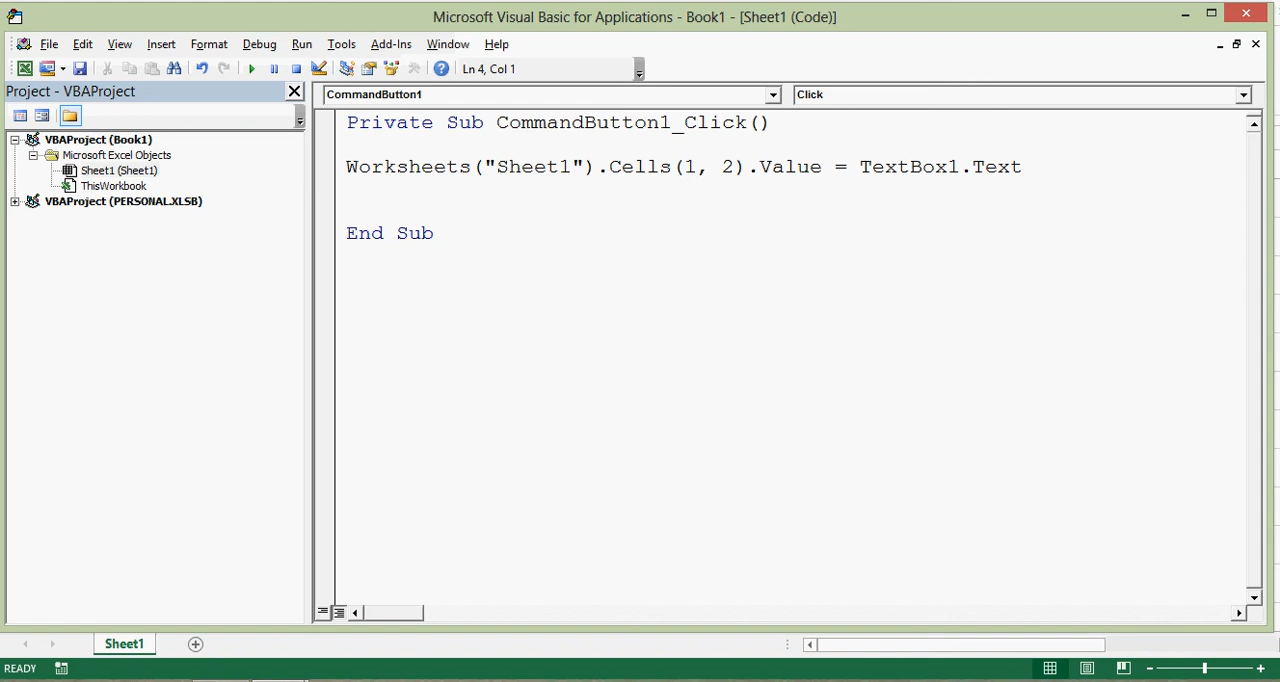 Microsoft Visual Basic for Applications - Book1 - [Sheet1 (Code)]
File Edit View Insert Format Debug Run Tools Add-Ins Window Help
Ln 4, Col 1
Project - VBAProject
CommandButton1 Click
VBAProject (Book1)
Microsoft Excel Objects
Sheet1 (Sheet1)
ThisWorkbook
VBAProject (PERSONAL.XLSB)
Private Sub CommandButton1_Click()
Worksheets("Sheet1").Cells(1, 2).Value = TextBox1.Text
End Sub
Sheet1
READY